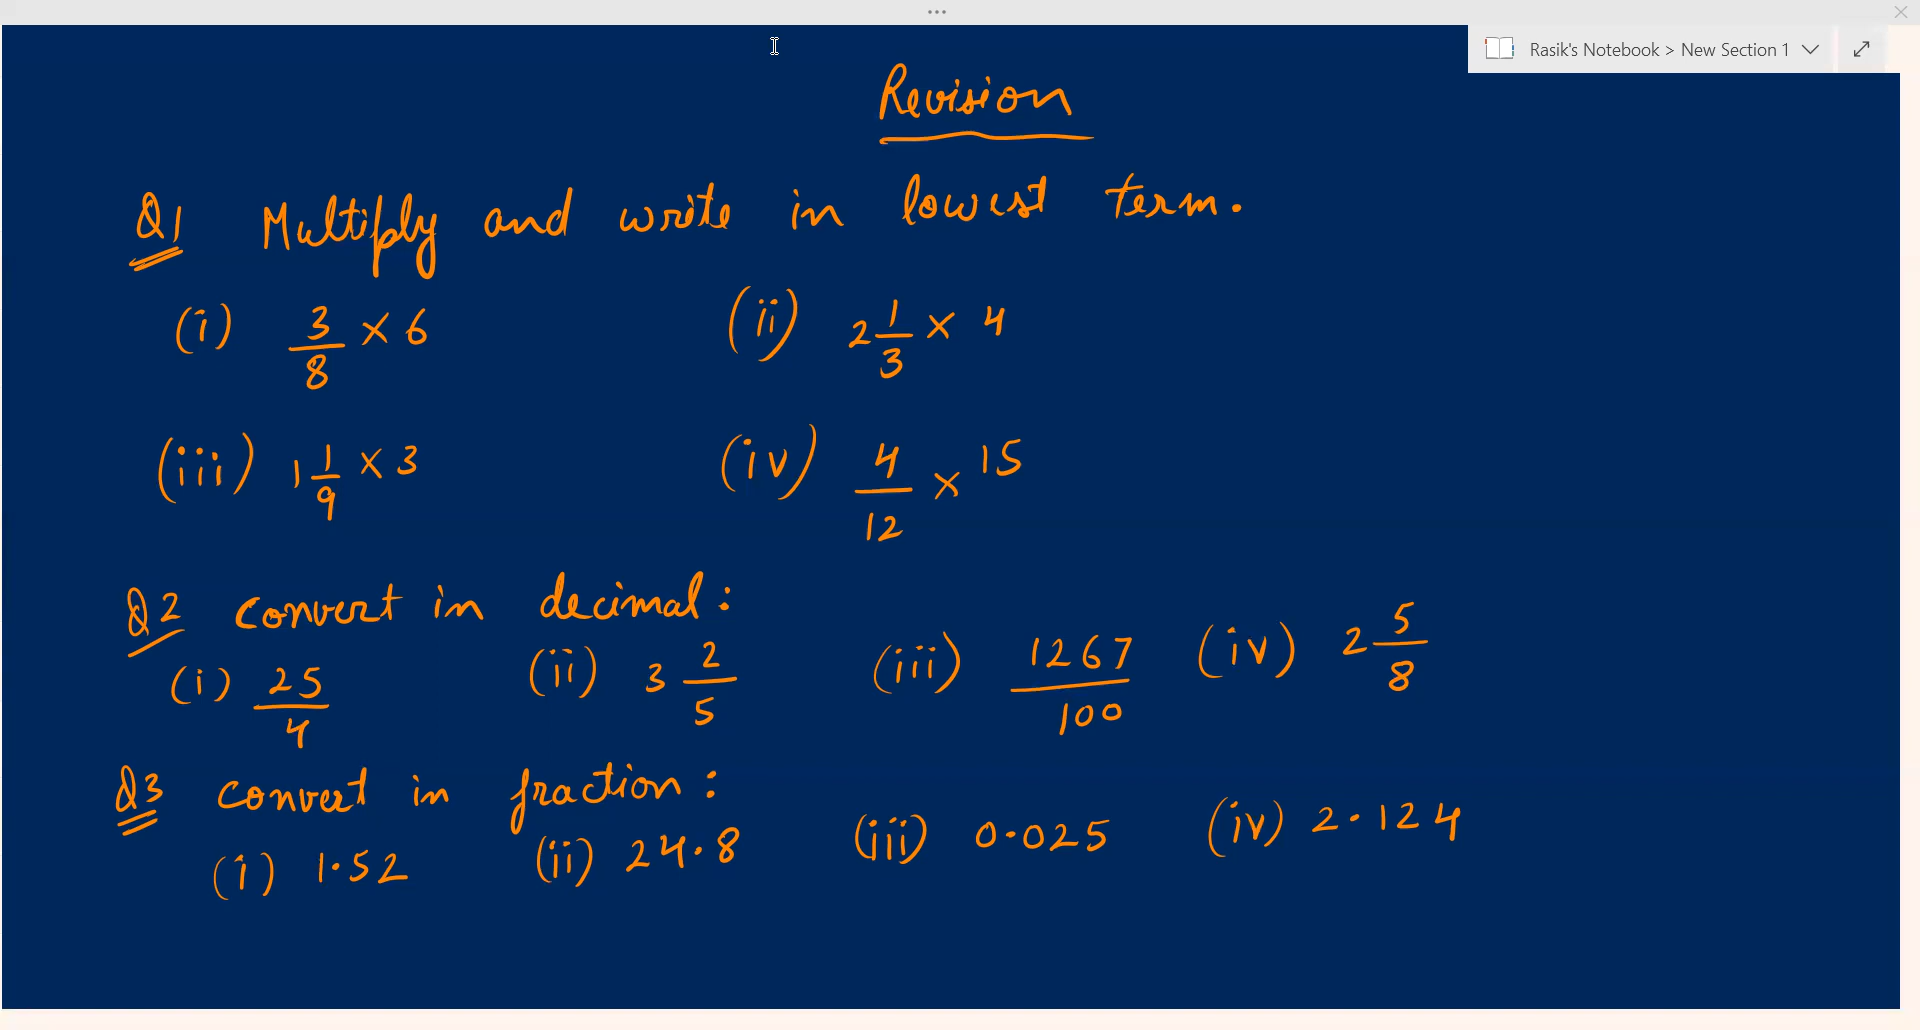 Rasik's Notebook > New Section 1
Revision
Q1 Multiply and write in lowest term.
(i) 3/8 × 6 (ii) 2 1/3 × 4
(iii) 1 1/9 × 3 (iv) 4/12 × 15
Q2 convert in decimal:
(i) 25/4 (ii) 3 2/5 (iii) 1267/100 (iv) 2 5/8
Q3 convert in fraction:
(i) 1.52 (ii) 24.8 (iii) 0.025 (iv) 2.124